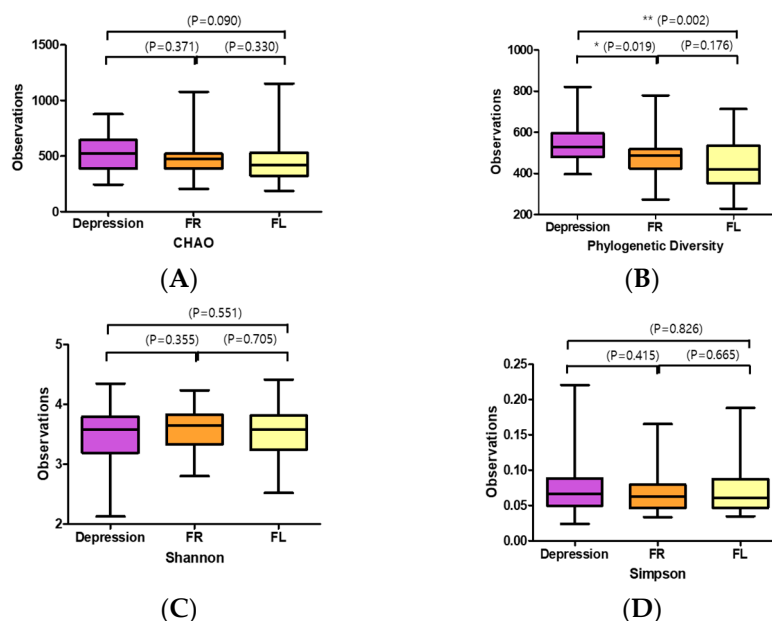 (P=0.090)
(P=0.371) (P=0.330)
1500
1000
500
0
Observations
Depression FR FL
CHAO
(A)
** (P=0.002)
* (P=0.019) (P=0.176)
1000
800
600
400
200
Observations
Depression FR FL
Phylogenetic Diversity
(B)
(P=0.551)
(P=0.355) (P=0.705)
5
4
3
2
Observations
Depression FR FL
Shannon
(C)
(P=0.826)
(P=0.415) (P=0.665)
0.25
0.20
0.15
0.10
0.05
0.00
Observations
Depression FR FL
Simpson
(D)